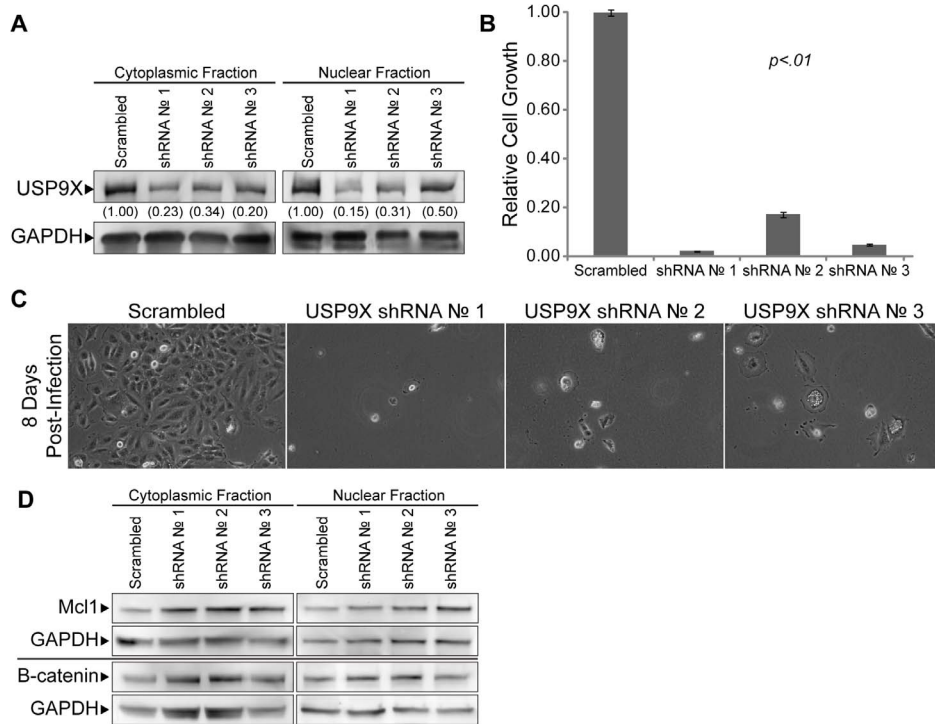 A
Cytoplasmic Fraction
Nuclear Fraction
Scrambled
shRNA № 1
shRNA № 2
shRNA № 3
Scrambled
shRNA № 1
shRNA № 2
shRNA № 3
USP9X
(1.00) (0.23) (0.34) (0.20) (1.00) (0.15) (0.31) (0.50)
GAPDH
B
Relative Cell Growth
1.00
0.80
0.60
0.40
0.20
0.00
p<.01
Scrambled shRNA № 1 shRNA № 2 shRNA № 3
C
Scrambled
USP9X shRNA № 1
USP9X shRNA № 2
USP9X shRNA № 3
8 Days
Post-Infection
D
Cytoplasmic Fraction
Nuclear Fraction
Scrambled
shRNA № 1
shRNA № 2
shRNA № 3
Scrambled
shRNA № 1
shRNA № 2
shRNA № 3
Mcl1
GAPDH
B-catenin
GAPDH